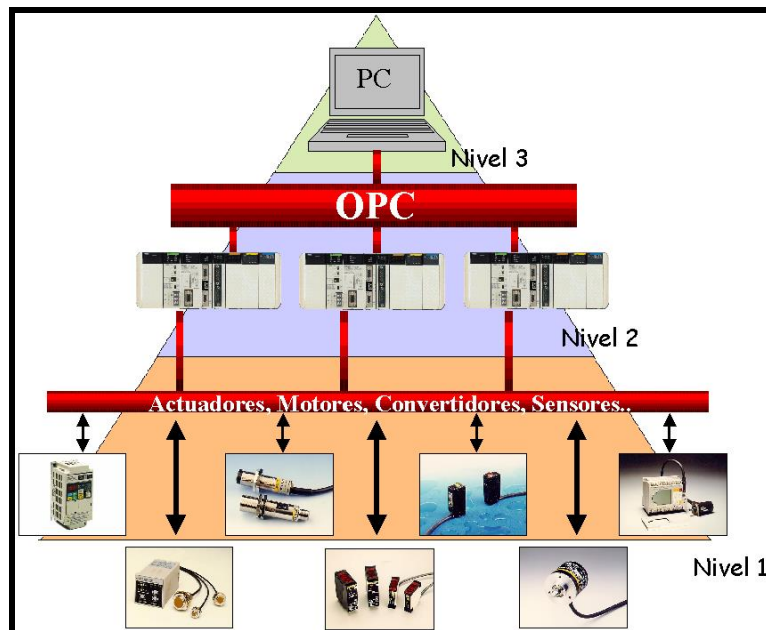 PC
Nivel 3
OPC
Nivel 2
Actuadores, Motores, Convertidores, Sensores..
Nivel 1